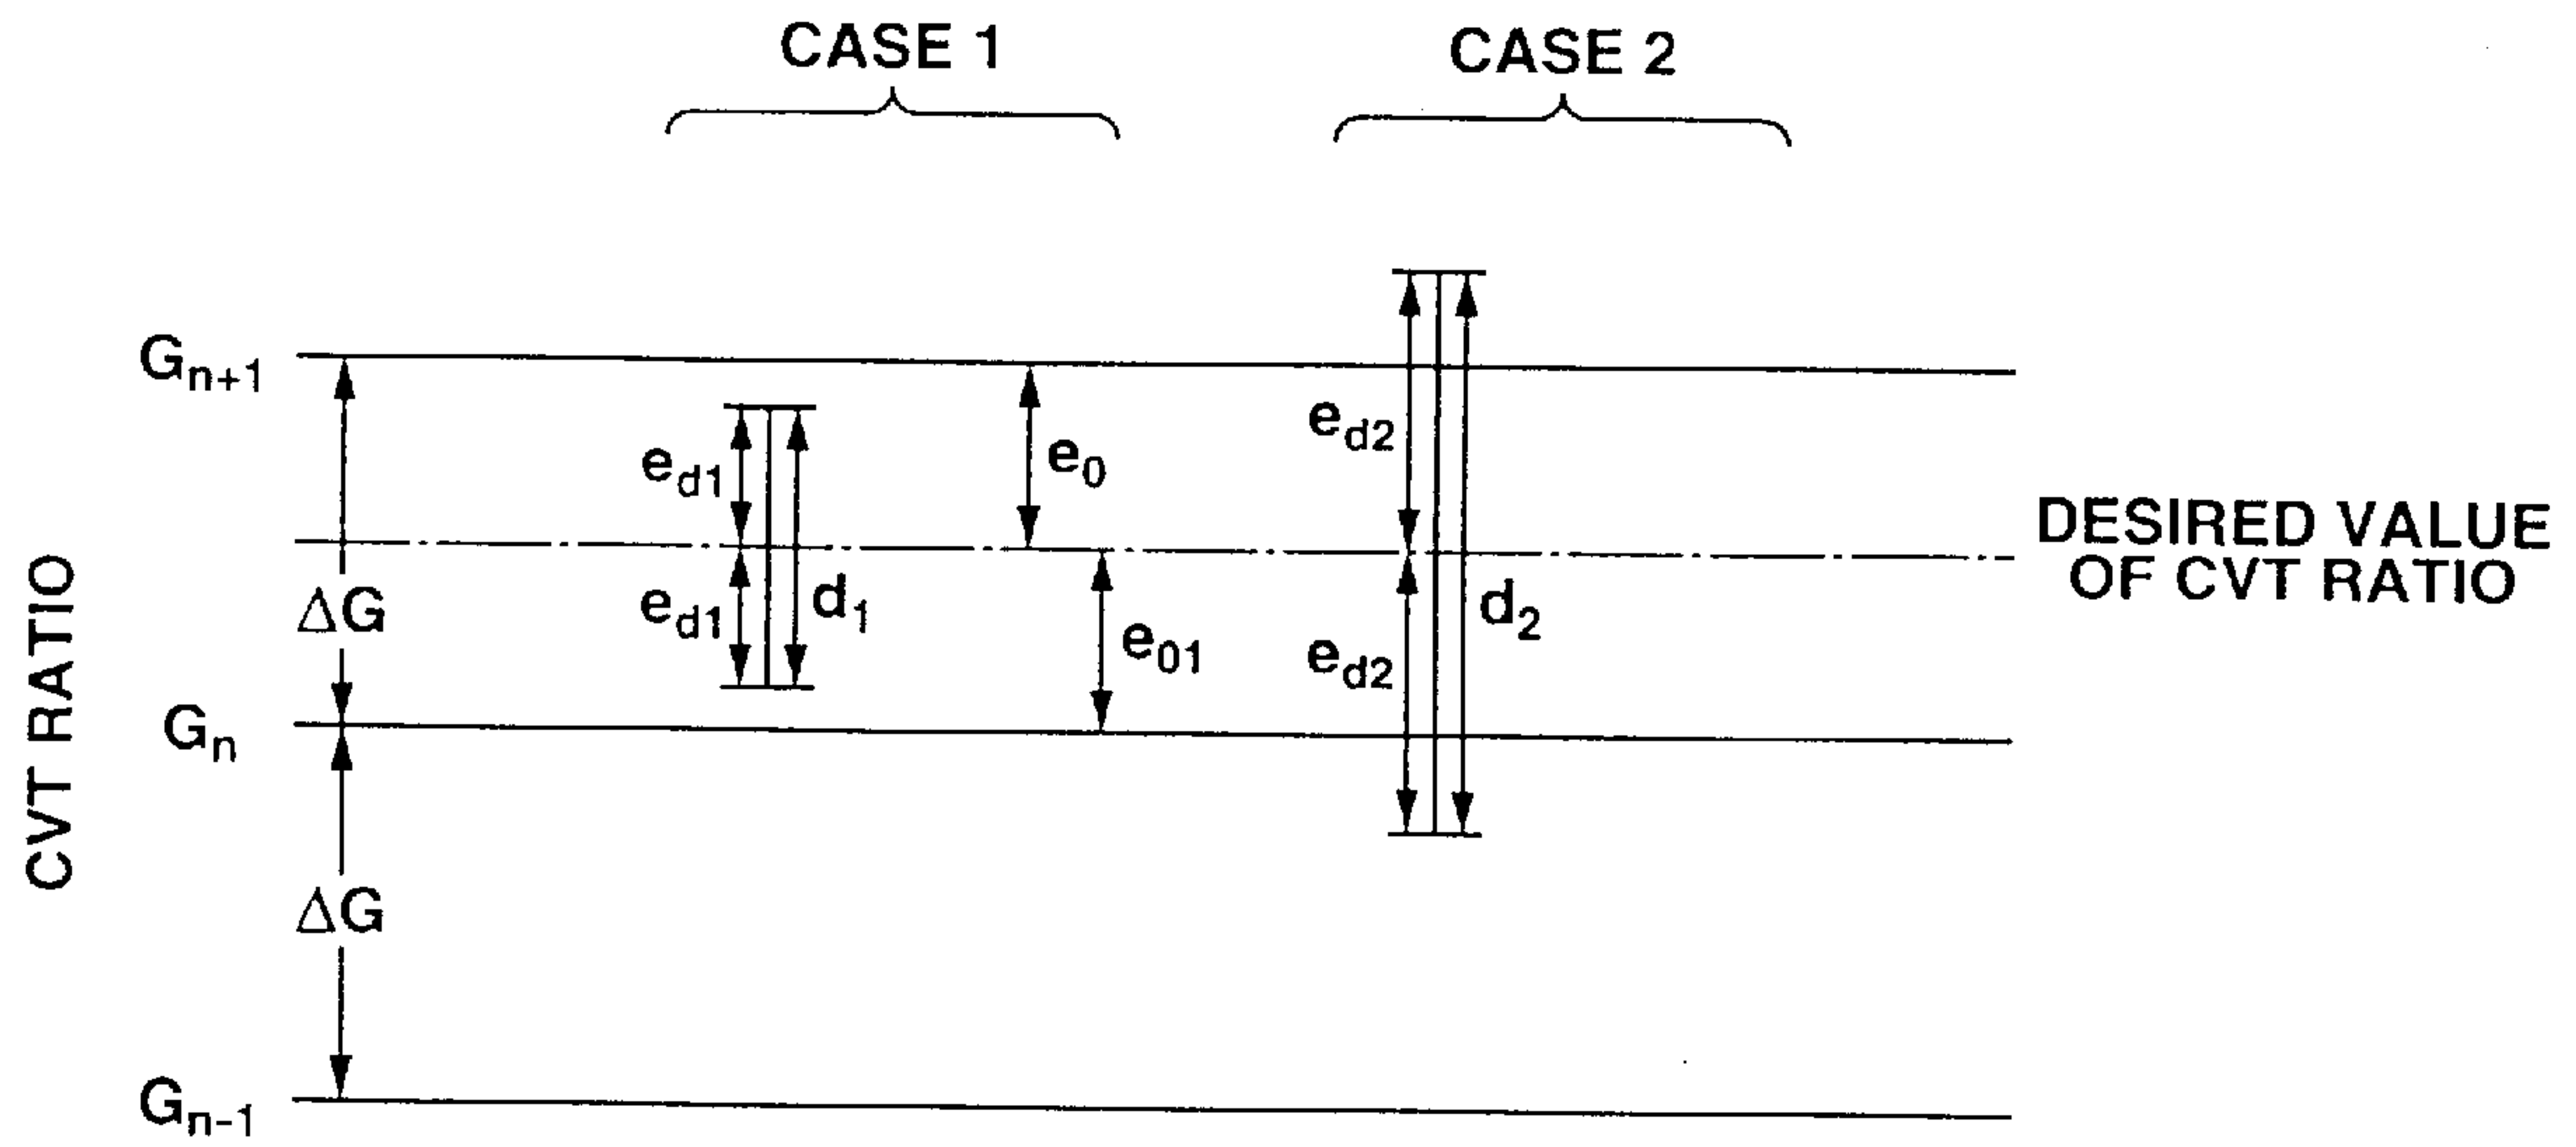 CASE 1
CASE 2
Gn+1
ed1
e0
ed2
DESIRED VALUE
OF CVT RATIO
ΔG
ed1
d1
e01
ed2
d2
CVT RATIO
Gn
ΔG
Gn-1